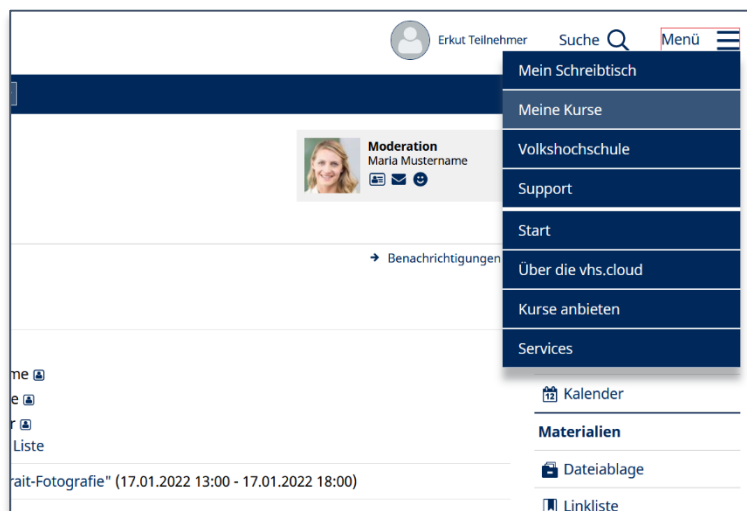 Erkut Teilnehmer
Suche
Menü
Mein Schreibtisch
Meine Kurse
Volkshochschule
Support
Start
Über die vhs.cloud
Kurse anbieten
Services
Moderation
Maria Mustername
Benachrichtigungen
me
e
r
Liste
rait-Fotografie" (17.01.2022 13:00 - 17.01.2022 18:00)
12 Kalender
Materialien
Dateiablage
Linkliste